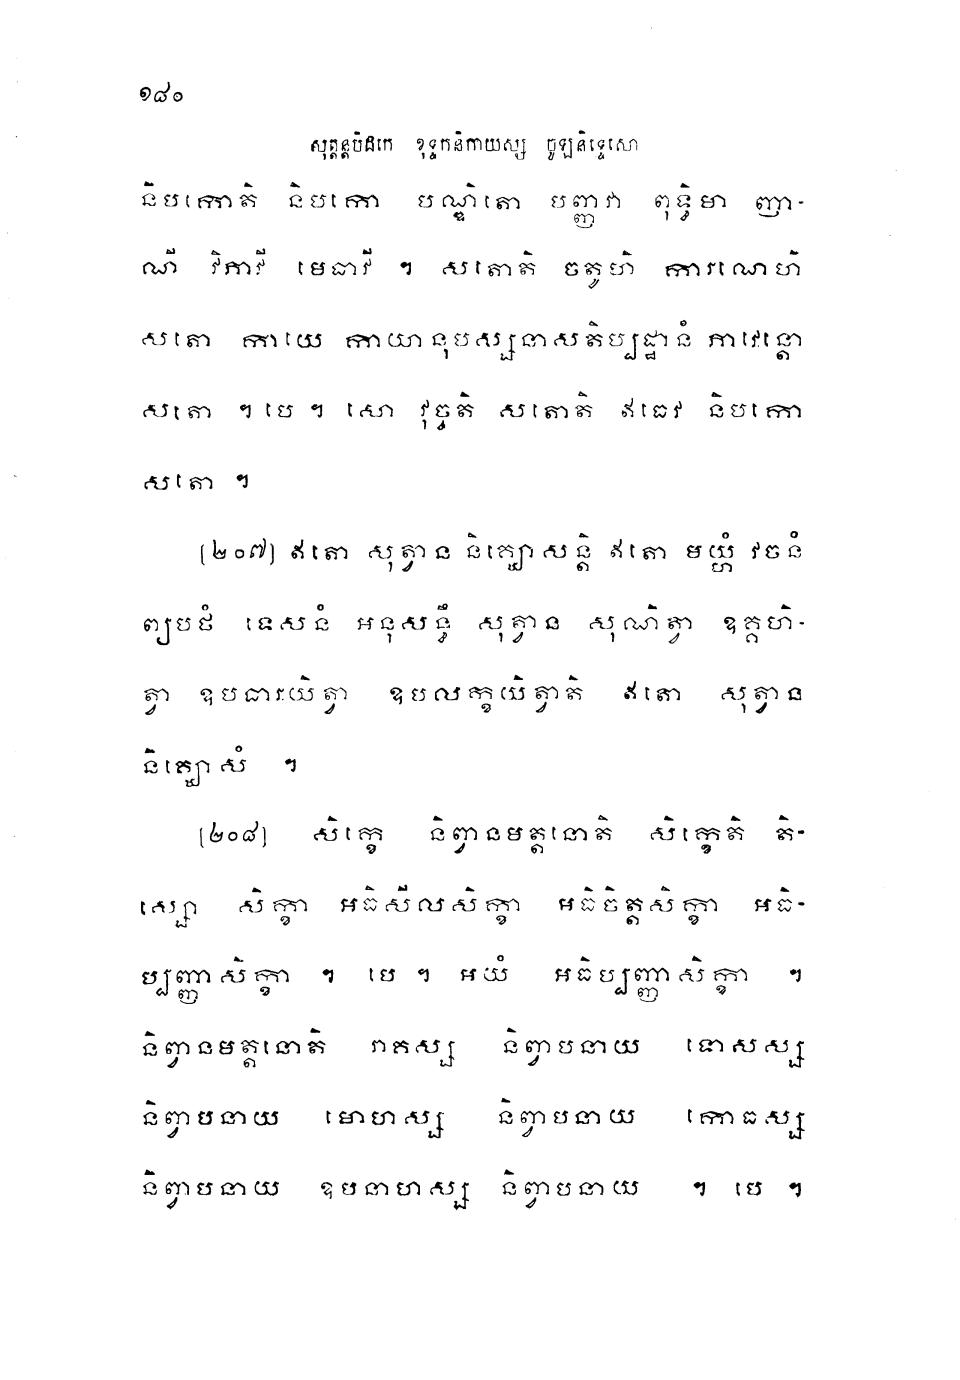 ១៨០
សុត្តន្តបិដកេ ខុទ្ទកនិកាយស្ស ចូឡនិទ្ទេសោ
និបកោតិ និបកោ បណ្ឌិតោ បញ្ញវា ពុទ្ធិមា ញា-
ណី វិភាវី មេធាវី ។ សតោតិ ចតូហិ ការណេហិ
សតោ កាយេ កាយានុបស្សនាសតិប្បដ្ឋានំ ភាវេន្តោ
សតោ ។ បេ ។ សោ វុច្ចតិ សតោតិ ឥធេវ និបកោ
សតោ ។
(២០៧) ឥតោ សុត្វាន និគ្ឃោសន្តិ ឥតោ មយ្ហំ វចនំ
ព្យបថំ ទេសនំ អនុសន្ធឹ សុត្វាន សុណិត្វា ឧគ្គហិ-
ត្វា ឧបធារយិត្វា ឧបលក្ខយិត្វាតិ ឥតោ សុត្វាន
និគ្ឃោសំ ។
(២០៨) សិក្ខេ និព្វានមត្តនោតិ សិក្ខេតិ តិ-
ស្សោ សិក្ខា អធិសីលសិក្ខា អធិចិត្តសិក្ខា អធិ-
ប្បញ្ញាសិក្ខា ។ បេ ។ អយំ អធិប្បញ្ញាសិក្ខា ។
និព្វានមត្តនោតិ រាគស្ស និព្វាបនាយ ទោសស្ស
និព្វាបនាយ មោហស្ស និព្វាបនាយ កោធស្ស
និព្វាបនាយ ឧបនាហស្ស និព្វាបនាយ ។ បេ ។